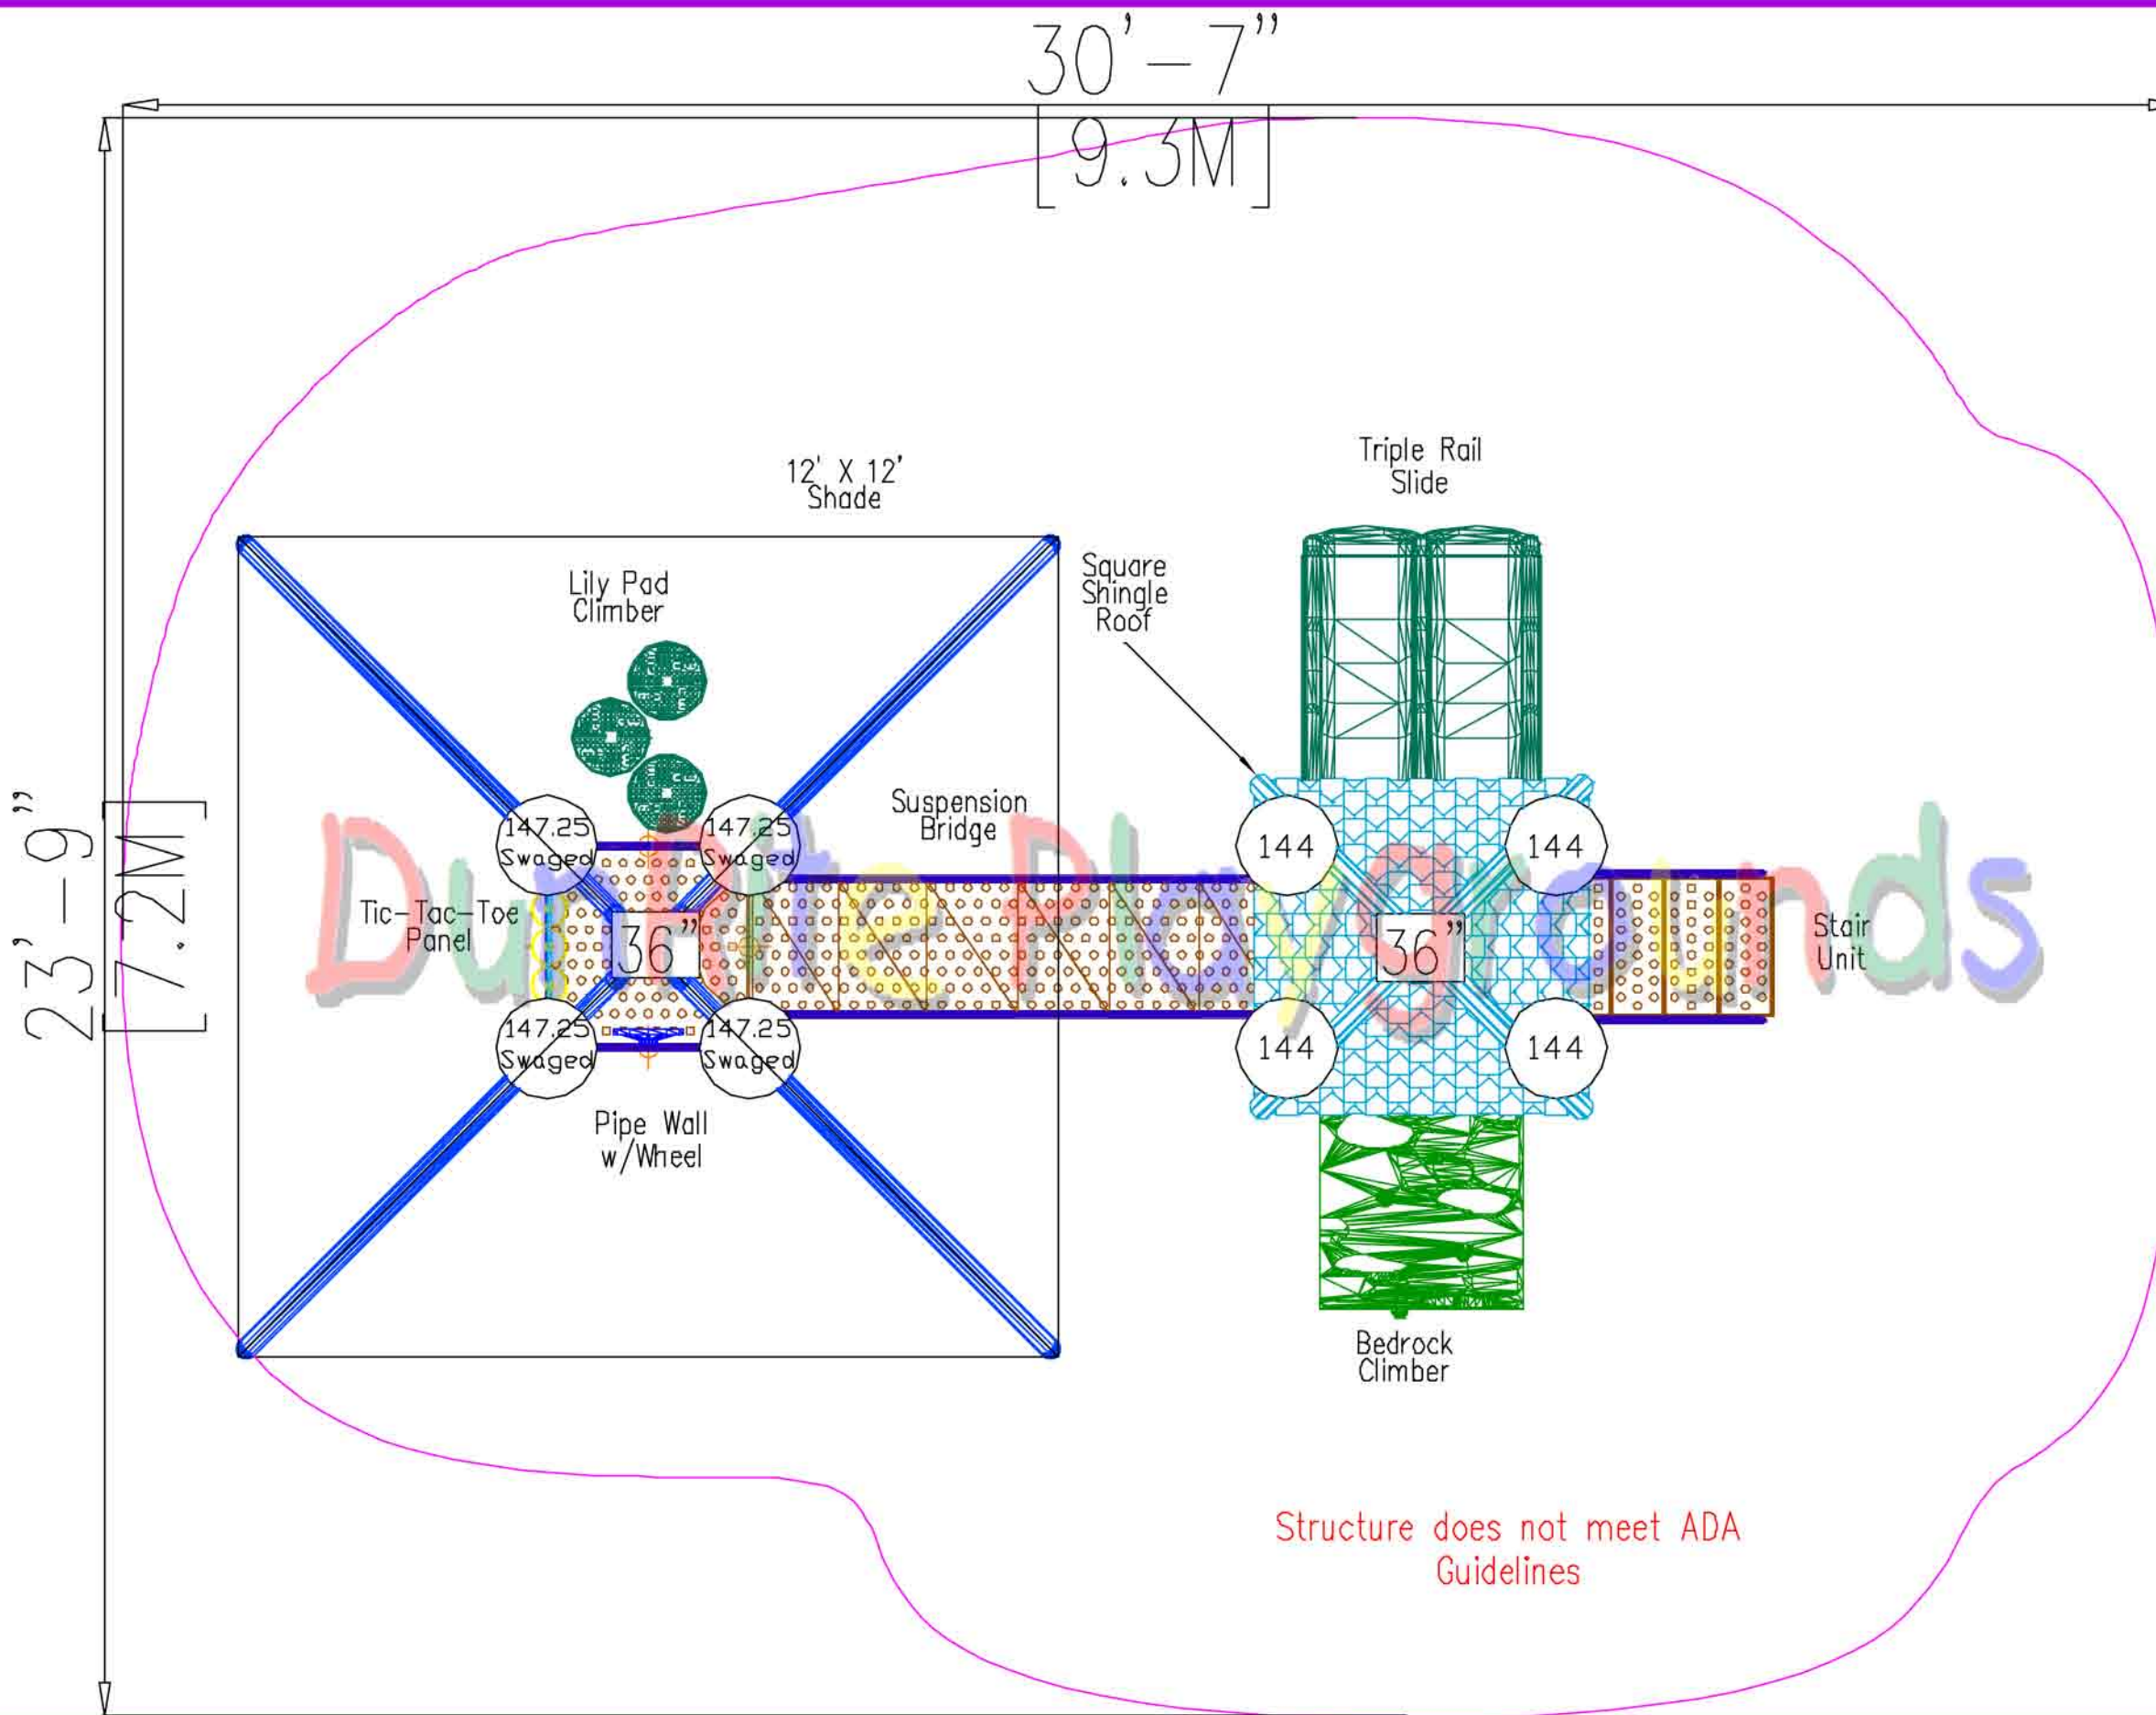 30'-7"
[9.3M]
23'-9"
[7.2M]
Triple Rail
Slide
12' X 12'
Shade
Square
Shingle
Roof
Lily Pad
Climber
Suspension
Bridge
147.25
Swaged
147.25
Swaged
144
144
DunRite Playgrounds
Tic-Tac-Toe
Panel
36"
36"
Stair
Unit
147.25
Swaged
147.25
Swaged
144
144
Pipe Wall
w/Wheel
Bedrock
Climber
Structure does not meet ADA
Guidelines